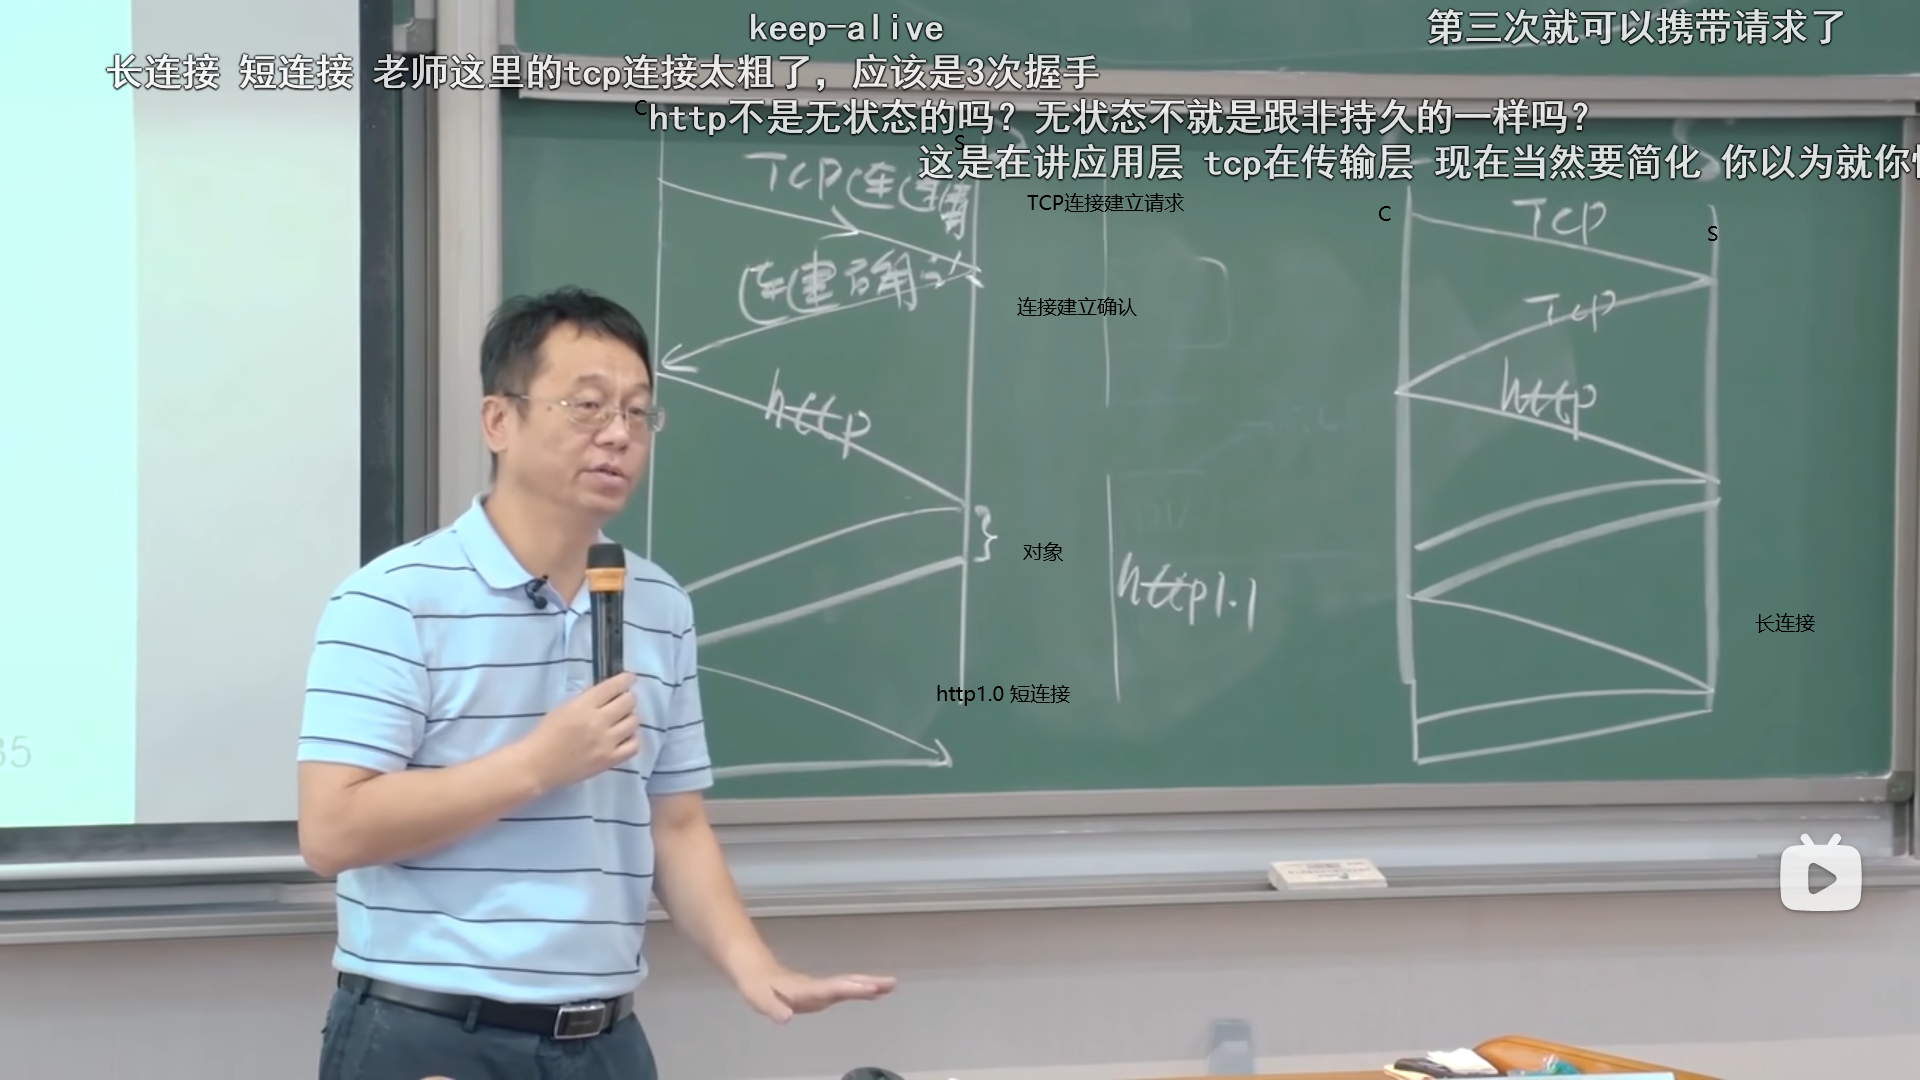 keep-alive
第三次就可以携带请求了
长连接 短连接 老师这里的tcp连接太粗了，应该是3次握手
http不是无状态的吗？无状态不就是跟非持久的一样吗？
这是在讲应用层 tcp在传输层 现在当然要简化 你以为就你
C
S
TCP连
TCP连接建立请求
连建确认
连接建立确认
http
对象
http1.0 短连接
http1.1
C
S
TCP
TCP
http
长连接
35